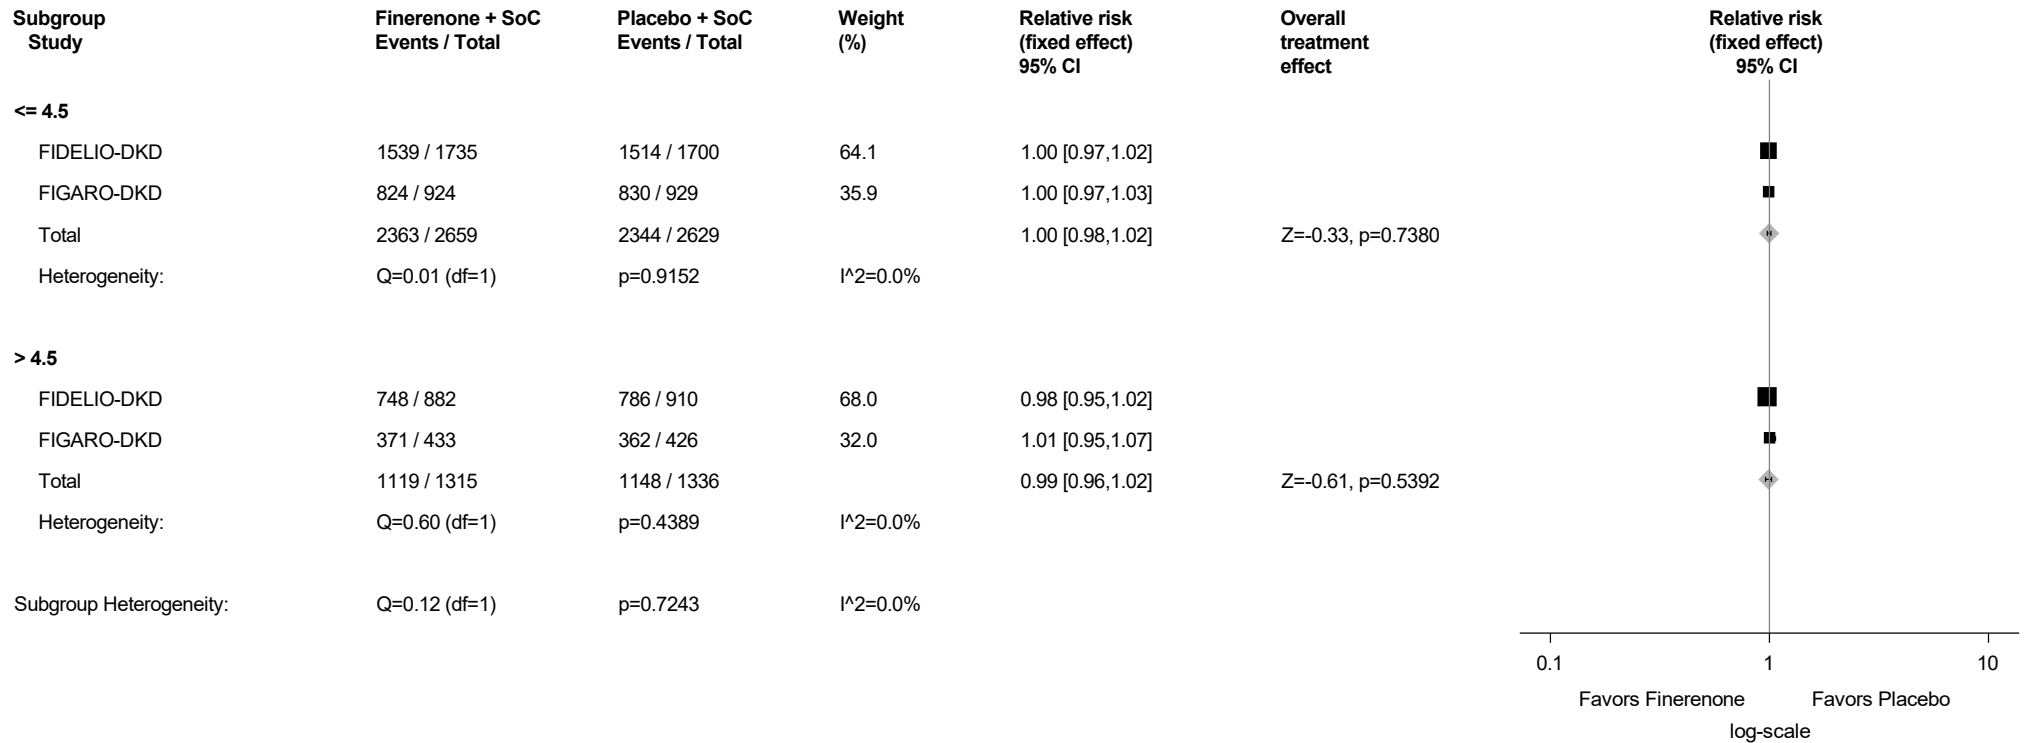 Subgroup Finerenone + SoC Placebo + SoC Weight Relative risk Overall Relative risk
Study Events / Total Events / Total (%) (fixed effect) treatment (fixed effect)
95% CI effect 95% CI
<= 4.5
FIDELIO-DKD 1539 / 1735 1514 / 1700 64.1 1.00 [0.97,1.02]
FIGARO-DKD 824 / 924 830 / 929 35.9 1.00 [0.97,1.03]
Total 2363 / 2659 2344 / 2629 1.00 [0.98,1.02] Z=-0.33, p=0.7380
Heterogeneity: Q=0.01 (df=1) p=0.9152 I^2=0.0%
> 4.5
FIDELIO-DKD 748 / 882 786 / 910 68.0 0.98 [0.95,1.02]
FIGARO-DKD 371 / 433 362 / 426 32.0 1.01 [0.95,1.07]
Total 1119 / 1315 1148 / 1336 0.99 [0.96,1.02] Z=-0.61, p=0.5392
Heterogeneity: Q=0.60 (df=1) p=0.4389 I^2=0.0%
Subgroup Heterogeneity: Q=0.12 (df=1) p=0.7243 I^2=0.0%
0.1 1 10
Favors Finerenone Favors Placebo
log-scale